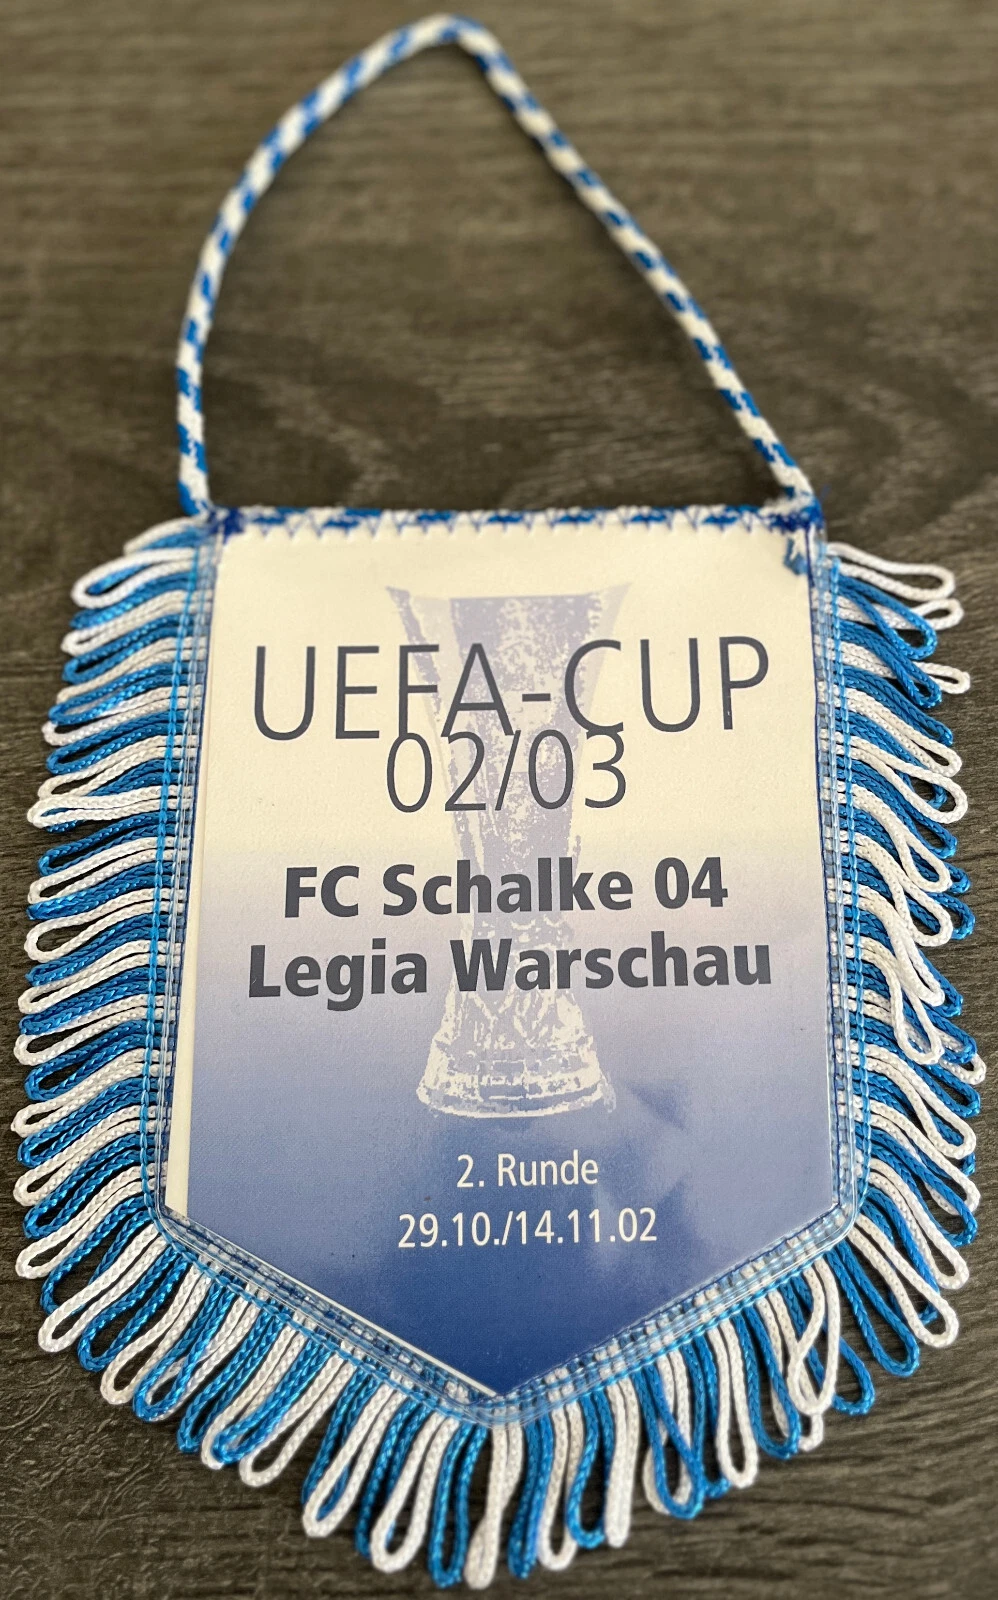 UEFA-CUP
02/03
FC Schalke 04
Legia Warschau
2. Runde
29.10./14.11.02